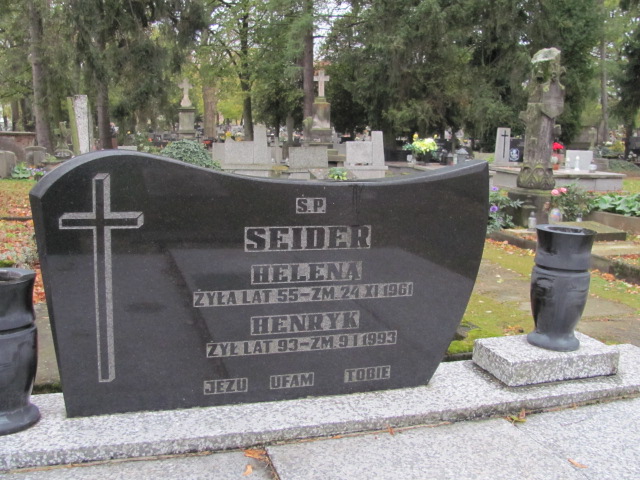 S.P.
SEIDER
HELENA
ŻYŁA LAT 55-ZM. 24 XI 1961
HENRYK
ŻYŁ LAT 93-ZM. 9 I 1993
JEZU UFAM TOBIE